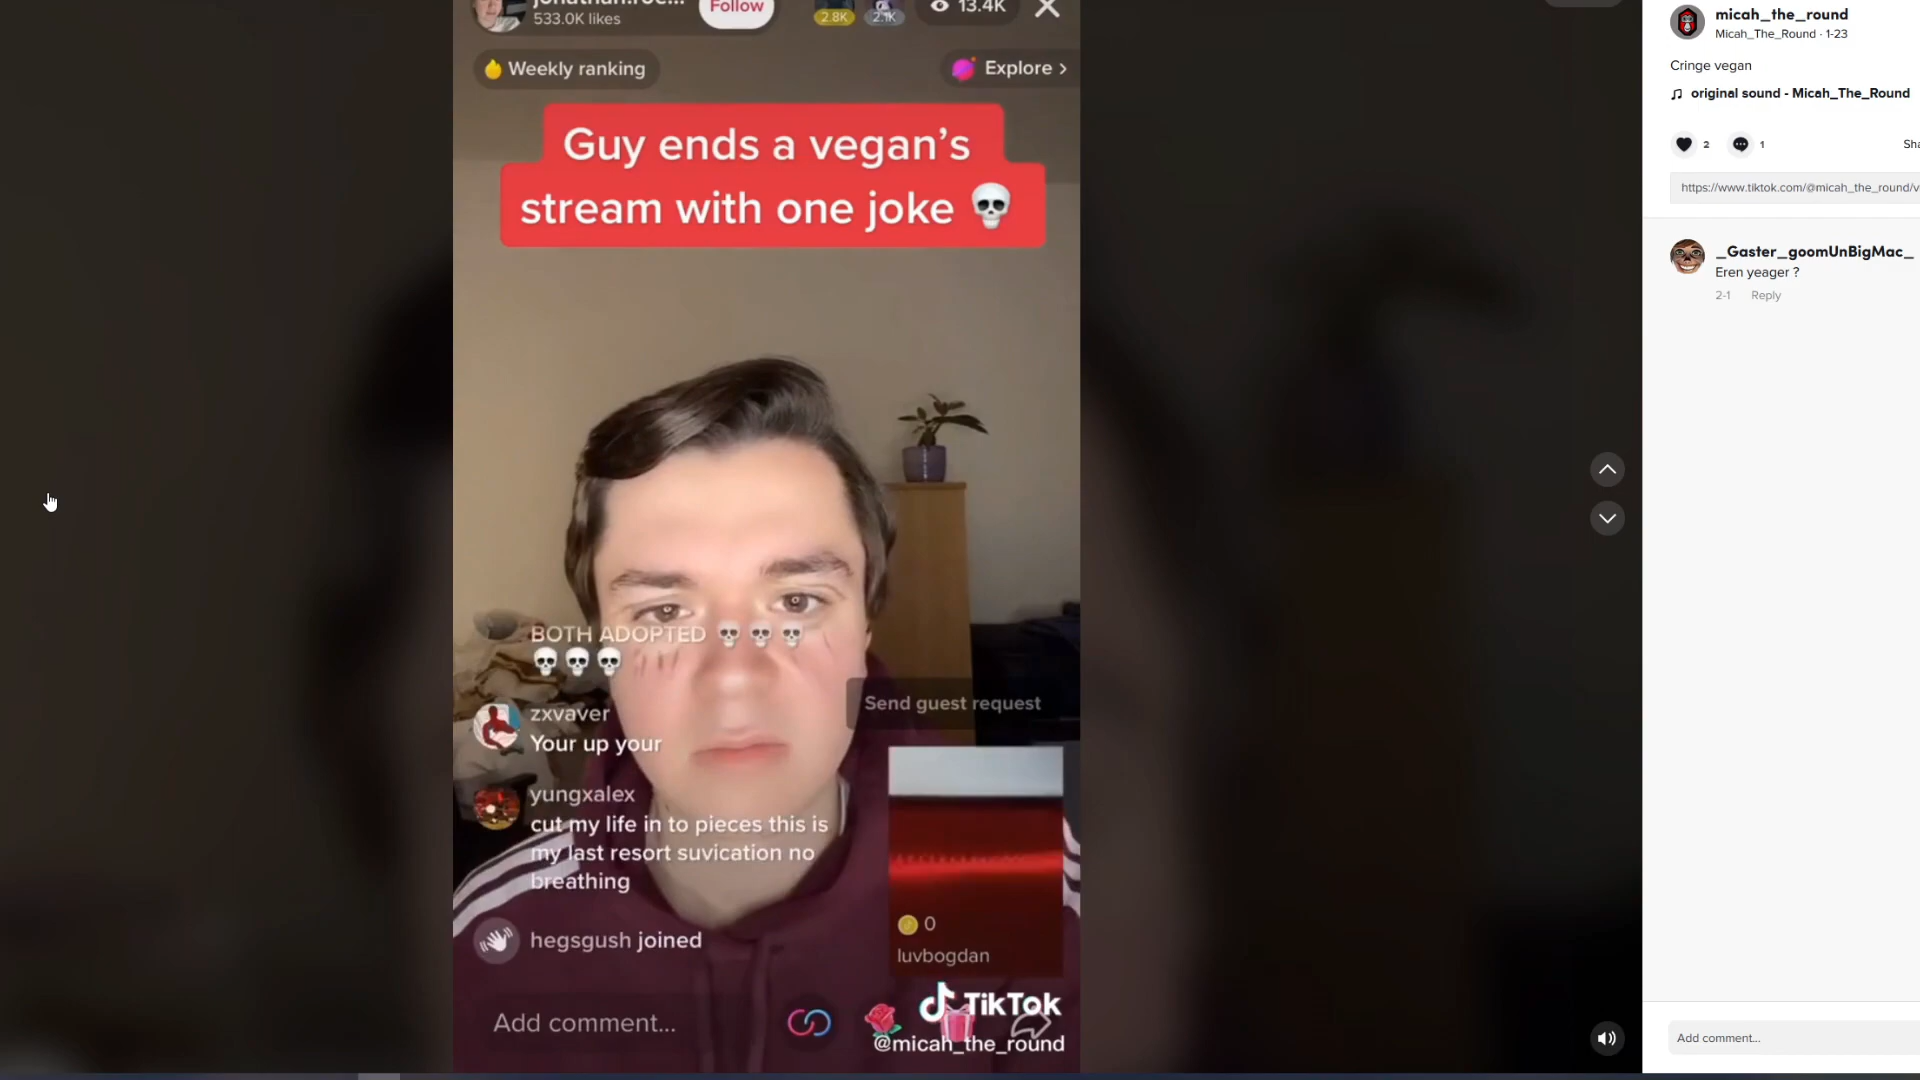 533.0K likes
Follow
2.8K
2.1K
13.4K
Weekly ranking
Explore >
Guy ends a vegan's
stream with one joke 💀
BOTH ADOPTED 💀💀💀
💀💀💀
zxvaver
Your up your
yungxalex
cut my life in to pieces this is
my last resort suvication no
breathing
hegsgush joined
Send guest request
0
luvbogdan
Add comment...
TikTok
@micah_the_round
micah_the_round
Micah_The_Round · 1-23
Cringe vegan
original sound - Micah_The_Round
2
1
https://www.tiktok.com/@micah_the_round/v
_Gaster_goomUnBigMac_
Eren yeager ?
2-1
Reply
Add comment...